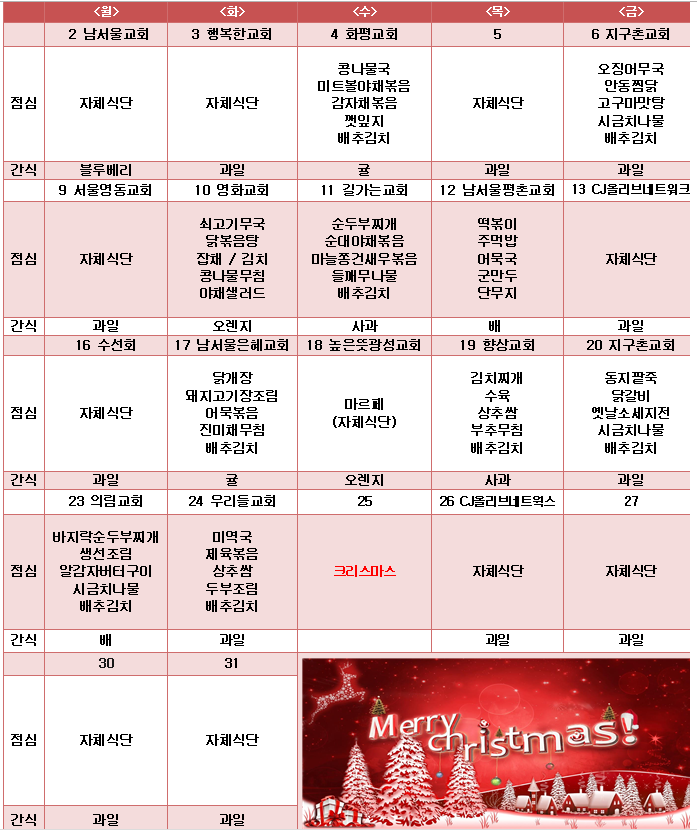 <월> <화> <수> <목> <금>
2 남서울교회 3 행복한교회 4 화평교회 5 6 지구촌교회
점심 자체식단 자체식단 콩나물국 자체식단 오징어무국
미트볼야채볶음 안동찜닭
감자채볶음 고구마맛탕
깻잎지 시금치나물
배추김치 배추김치
간식 블루베리 과일 귤 과일 과일
9 서울영동교회 10 영화교회 11 길가는교회 12 남서울평촌교회 13 CJ올리브네트워크
점심 자체식단 쇠고기무국 순두부찌개 떡볶이 자체식단
닭볶음탕 순대야채볶음 주먹밥
잡채 / 김치 마늘쫑건새우볶음 어묵국
콩나물무침 들깨무나물 군만두
야채샐러드 배추김치 단무지
간식 과일 오렌지 사과 배 과일
16 수선회 17 남서울은혜교회 18 높은뜻광성교회 19 향상교회 20 지구촌교회
점심 자체식단 닭개장 마르페 김치찌개 동지팥죽
돼지고기장조림 (자체식단) 수육 닭갈비
어묵볶음 상추쌈 옛날소세지전
진미채무침 부추무침 시금치나물
배추김치 배추김치 배추김치
간식 과일 귤 오렌지 사과 과일
23 의림교회 24 우리들교회 25 26 CJ올리브네트웍스 27
점심 바지락순두부찌개 미역국 크리스마스 자체식단 자체식단
생선조림 제육볶음
알감자버터구이 상추쌈
시금치나물 두부조림
배추김치 배추김치
간식 배 과일 과일 과일
30 31
점심 자체식단 자체식단
간식 과일 과일
Merry
christmas!